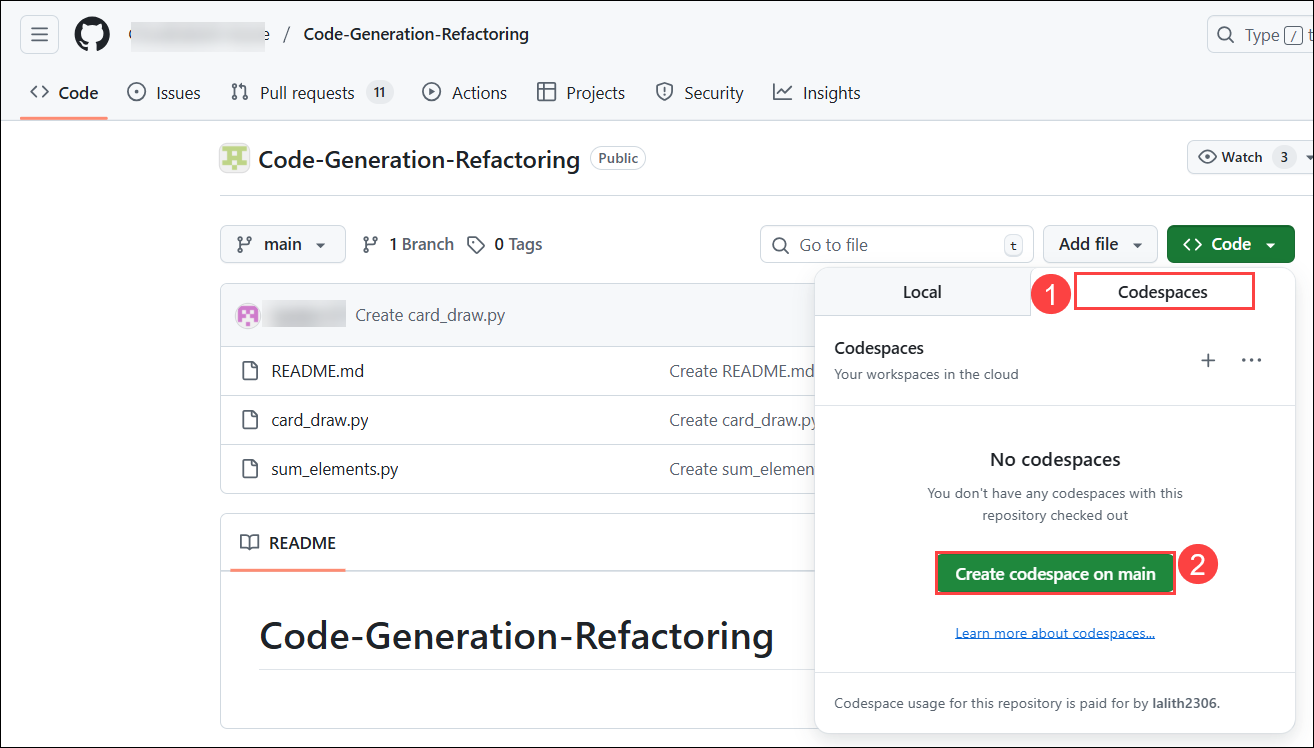 / Code-Generation-Refactoring
Type / t
Code Issues Pull requests 11 Actions Projects Security Insights
Code-Generation-Refactoring Public
Watch 3
main 1 Branch 0 Tags Go to file t Add file Code
Local 1 Codespaces
Create card_draw.py
Codespaces
Your workspaces in the cloud
README.md Create README.md
card_draw.py Create card_draw.py
sum_elements.py Create sum_elemen
No codespaces
You don't have any codespaces with this
repository checked out
README
Create codespace on main 2
Learn more about codespaces...
Code-Generation-Refactoring
Codespace usage for this repository is paid for by lalith2306.